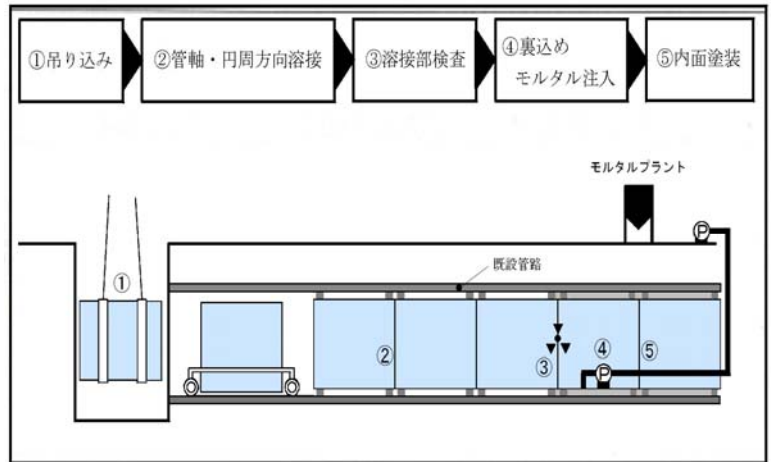 ①吊り込み
②管軸・円周方向溶接
③溶接部検査
④裏込め
モルタル注入
⑤内面塗装
モルタルプラント
P
既設管路
①
②
③
④
P
⑤